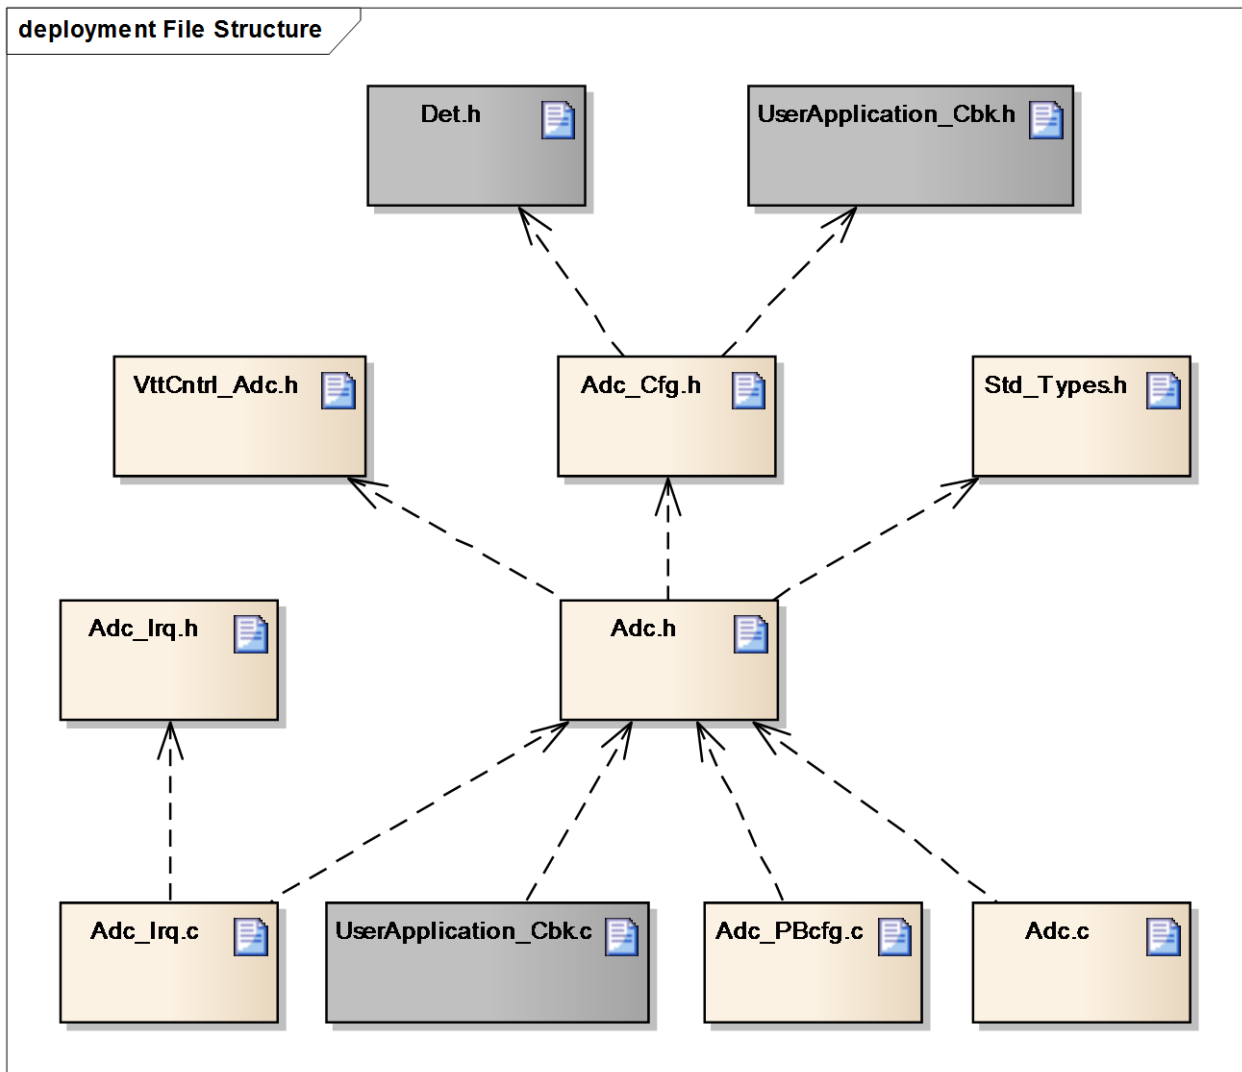 deployment File Structure
Det.h
UserApplication_Cbk.h
VttCntrl_Adc.h
Adc_Cfg.h
Std_Types.h
Adc_Irq.h
Adc.h
Adc_Irq.c
UserApplication_Cbk.c
Adc_PBcfg.c
Adc.c